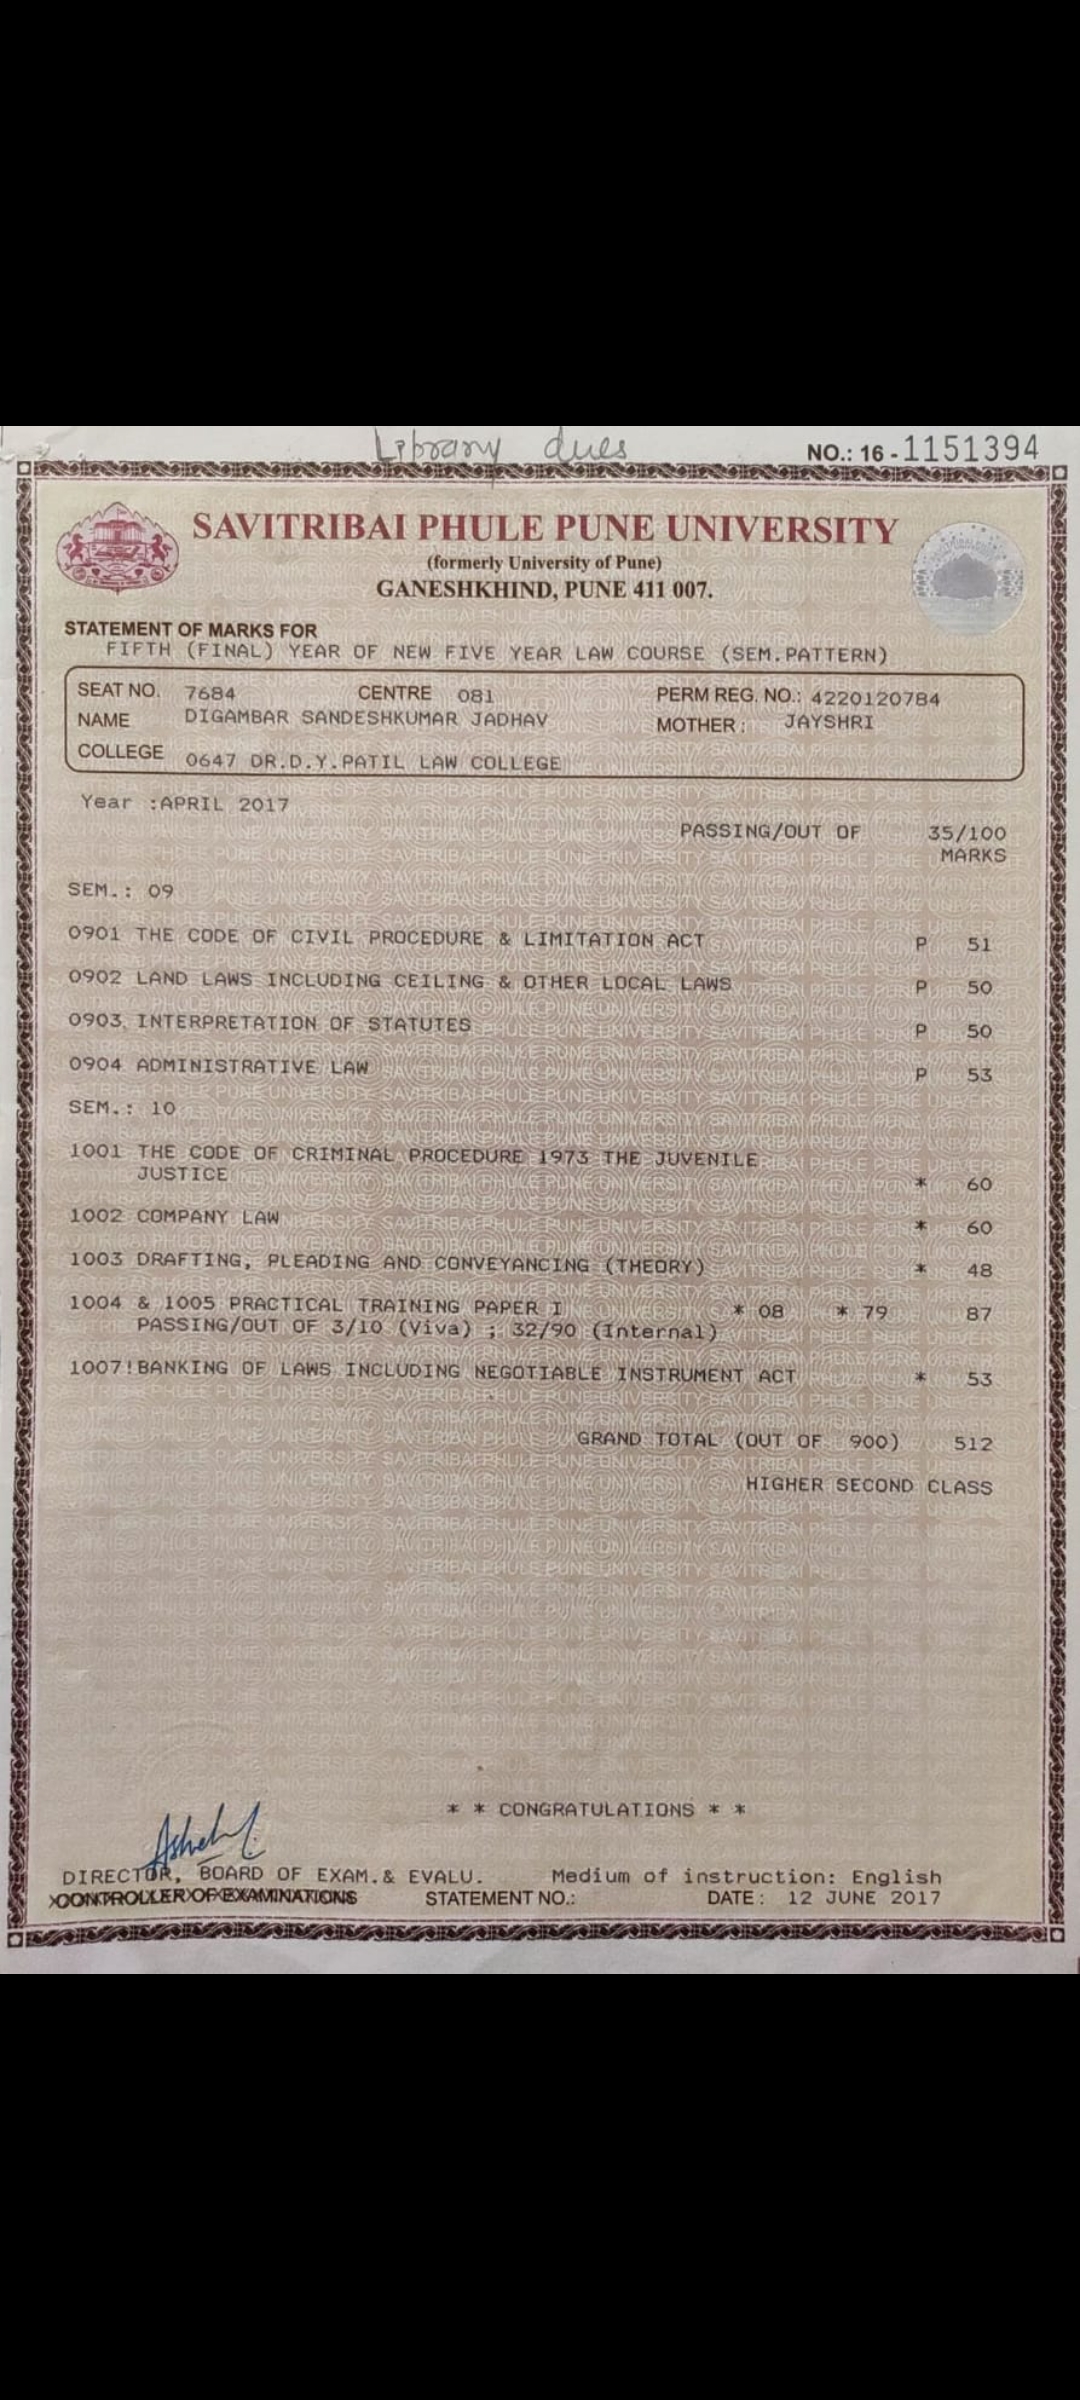 Library dues
NO.: 16 - 1151394
SAVITRIBAI PHULE PUNE UNIVERSITY
(formerly University of Pune)
GANESHKHIND, PUNE 411 007.
STATEMENT OF MARKS FOR
FIFTH (FINAL) YEAR OF NEW FIVE YEAR LAW COURSE (SEM.PATTERN)
SEAT NO. 7684 CENTRE 081 PERM REG. NO.: 4220120784
NAME DIGAMBAR SANDESHKUMAR JADHAV MOTHER : JAYSHRI
COLLEGE 0647 DR.D.Y.PATIL LAW COLLEGE
Year :APRIL 2017
PASSING/OUT OF 35/100
MARKS
SEM.: 09
0901 THE CODE OF CIVIL PROCEDURE & LIMITATION ACT P 51
0902 LAND LAWS INCLUDING CEILING & OTHER LOCAL LAWS P 50
0903 INTERPRETATION OF STATUTES P 50
0904 ADMINISTRATIVE LAW P 53
SEM.: 10
1001 THE CODE OF CRIMINAL PROCEDURE 1973 THE JUVENILE
JUSTICE * 60
1002 COMPANY LAW * 60
1003 DRAFTING, PLEADING AND CONVEYANCING (THEORY) * 48
1004 & 1005 PRACTICAL TRAINING PAPER I * 08 * 79 87
PASSING/OUT OF 3/10 (Viva) ; 32/90 (Internal)
1007!BANKING OF LAWS INCLUDING NEGOTIABLE INSTRUMENT ACT * 53
GRAND TOTAL (OUT OF 900) 512
HIGHER SECOND CLASS
* * CONGRATULATIONS * *
DIRECTOR, BOARD OF EXAM.& EVALU. Medium of instruction: English
CONTROLLER OF EXAMINATIONS STATEMENT NO.: DATE : 12 JUNE 2017